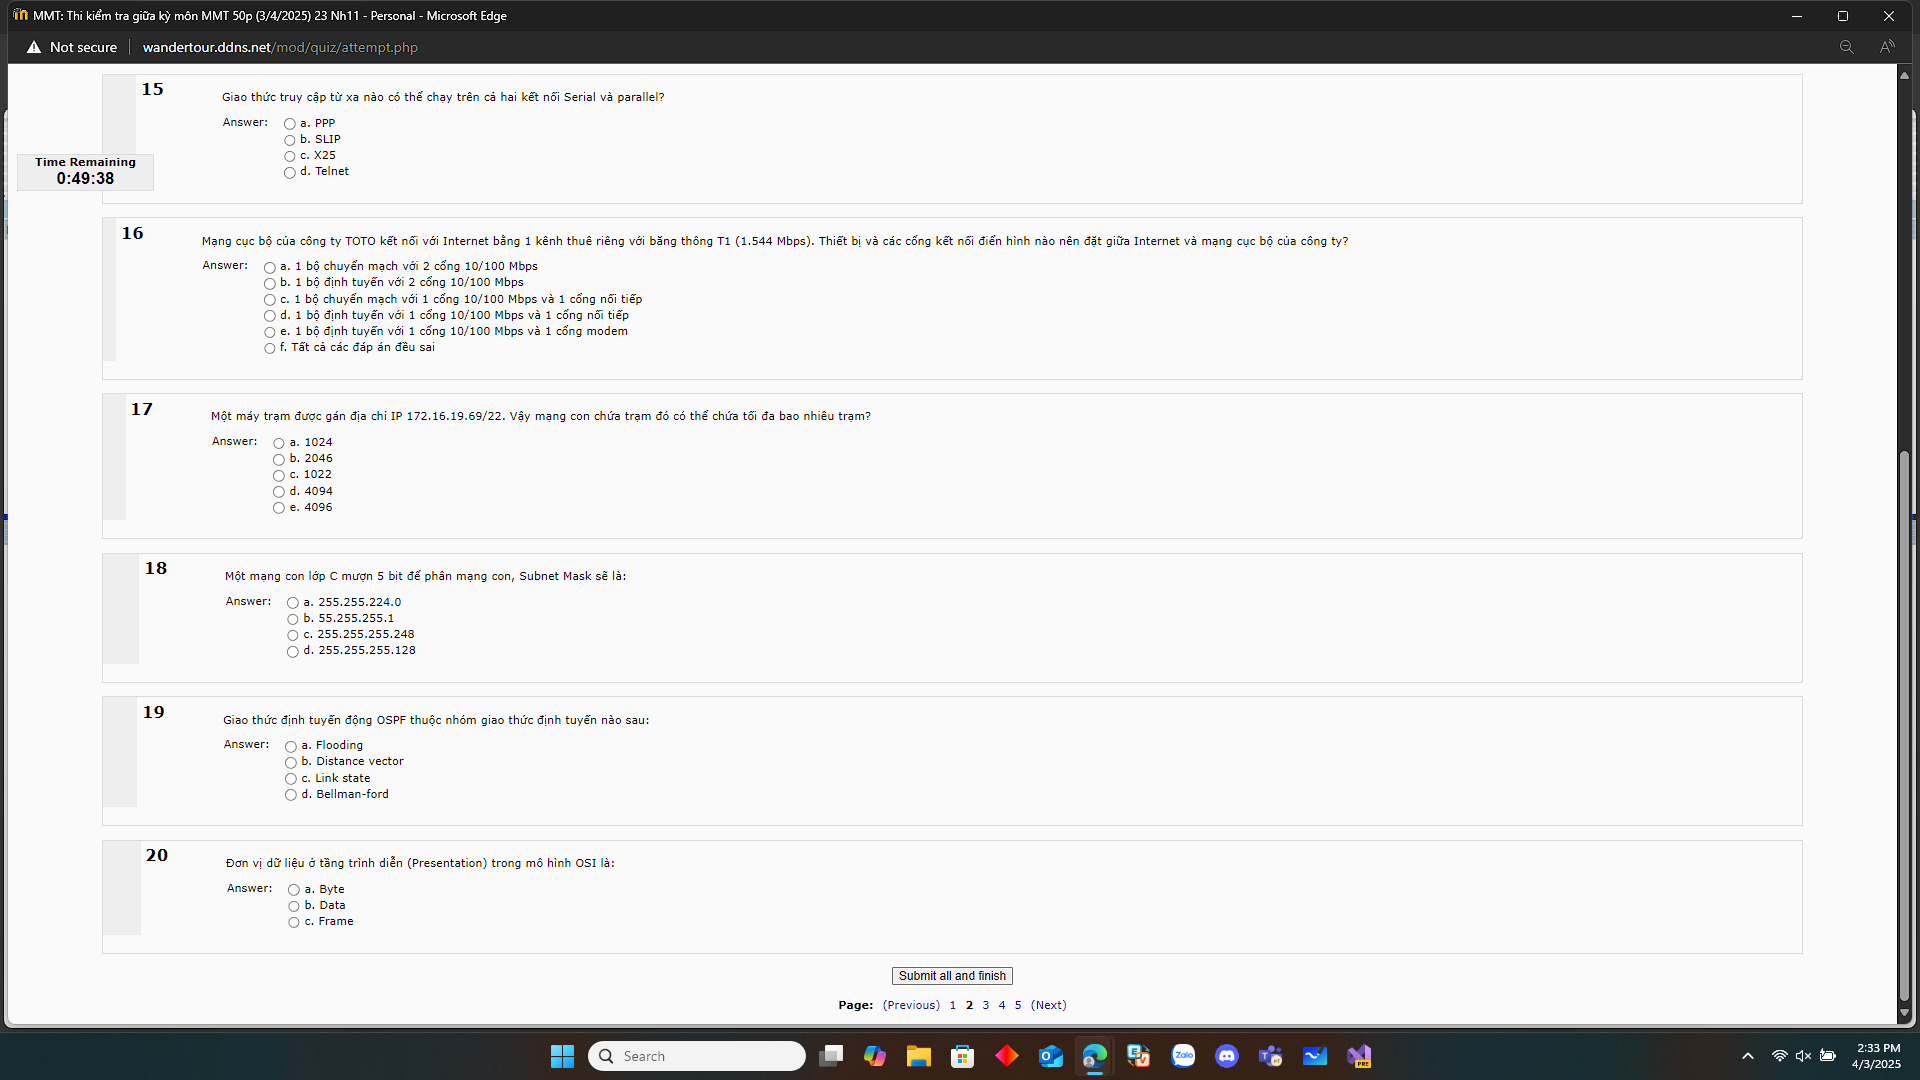 MMT: Thi kiểm tra giữa kỳ môn MMT 50p (3/4/2025) 23 Nh11 - Personal - Microsoft Edge
Not secure wandertour.ddns.net/mod/quiz/attempt.php
15
Giao thức truy cập từ xa nào có thể chạy trên cả hai kết nối Serial và parallel?
Answer:
a. PPP
b. SLIP
c. X25
d. Telnet
Time Remaining
0:49:38
16
Mạng cục bộ của công ty TOTO kết nối với Internet bằng 1 kênh thuê riêng với băng thông T1 (1.544 Mbps). Thiết bị và các cổng kết nối điển hình nào nên đặt giữa Internet và mạng cục bộ của công ty?
Answer:
a. 1 bộ chuyển mạch với 2 cổng 10/100 Mbps
b. 1 bộ định tuyến với 2 cổng 10/100 Mbps
c. 1 bộ chuyển mạch với 1 cổng 10/100 Mbps và 1 cổng nối tiếp
d. 1 bộ định tuyến với 1 cổng 10/100 Mbps và 1 cổng nối tiếp
e. 1 bộ định tuyến với 1 cổng 10/100 Mbps và 1 cổng modem
f. Tất cả các đáp án đều sai
17
Một máy trạm được gán địa chỉ IP 172.16.19.69/22. Vậy mạng con chứa trạm đó có thể chứa tối đa bao nhiêu trạm?
Answer:
a. 1024
b. 2046
c. 1022
d. 4094
e. 4096
18
Một mạng con lớp C mượn 5 bit để phân mạng con, Subnet Mask sẽ là:
Answer:
a. 255.255.224.0
b. 55.255.255.1
c. 255.255.255.248
d. 255.255.255.128
19
Giao thức định tuyến động OSPF thuộc nhóm giao thức định tuyến nào sau:
Answer:
a. Flooding
b. Distance vector
c. Link state
d. Bellman-ford
20
Đơn vị dữ liệu ở tầng trình diễn (Presentation) trong mô hình OSI là:
Answer:
a. Byte
b. Data
c. Frame
Submit all and finish
Page: (Previous) 1 2 3 4 5 (Next)
Search
Zalo
PRE
2:33 PM
4/3/2025